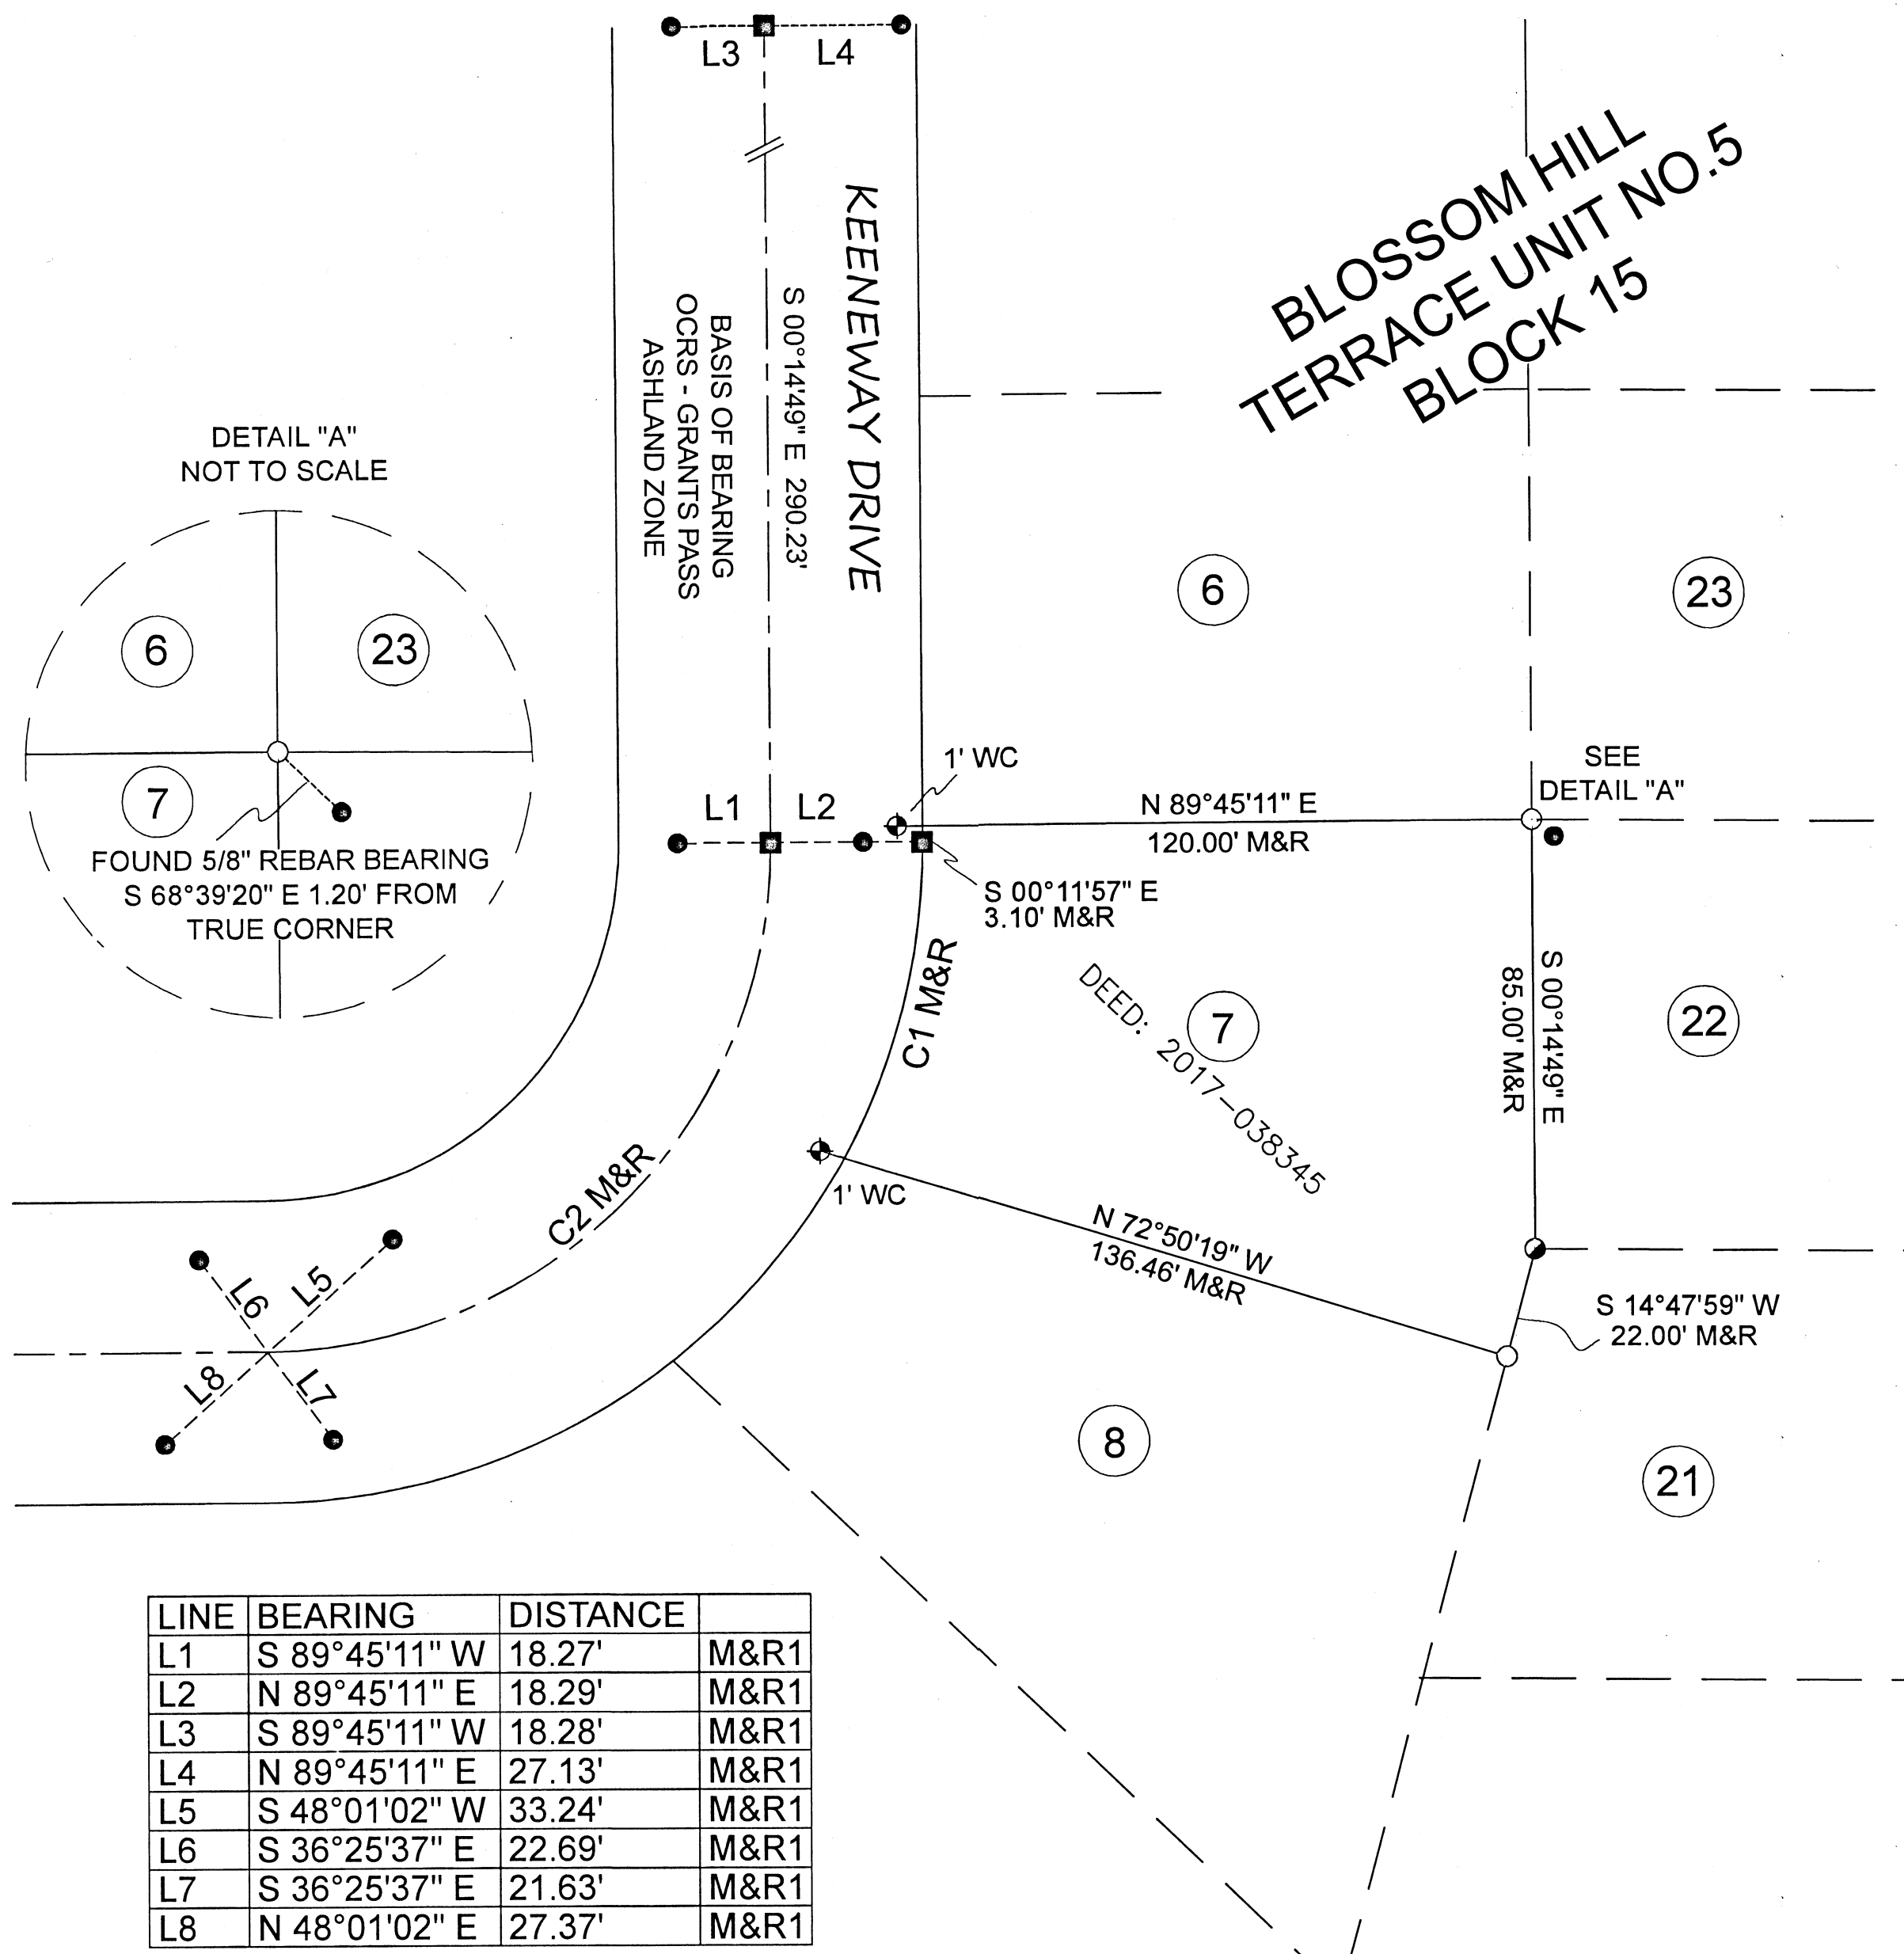 L3
L4
BLOSSOM HILL
TERRACE UNIT NO.5
BLOCK 15
KEENEWAY DRIVE
S 00°14'49" E 290.23'
BASIS OF BEARING
OCRS - GRANTS PASS
ASHLAND ZONE
DETAIL "A"
NOT TO SCALE
6
23
7
FOUND 5/8" REBAR BEARING
S 68°39'20" E 1.20' FROM
TRUE CORNER
6
23
1' WC
SEE
DETAIL "A"
L1
L2
N 89°45'11" E
120.00' M&R
S 00°11'57" E
3.10' M&R
C1 M&R
7
DEED: 2017-038345
S 00°14'49" E
85.00' M&R
22
C2 M&R
1' WC
N 72°50'19" W
136.46' M&R
S 14°47'59" W
22.00' M&R
L6
L5
L8
L7
8
21
LINE BEARING DISTANCE
L1 S 89°45'11" W 18.27' M&R1
L2 N 89°45'11" E 18.29' M&R1
L3 S 89°45'11" W 18.28' M&R1
L4 N 89°45'11" E 27.13' M&R1
L5 S 48°01'02" W 33.24' M&R1
L6 S 36°25'37" E 22.69' M&R1
L7 S 36°25'37" E 21.63' M&R1
L8 N 48°01'02" E 27.37' M&R1